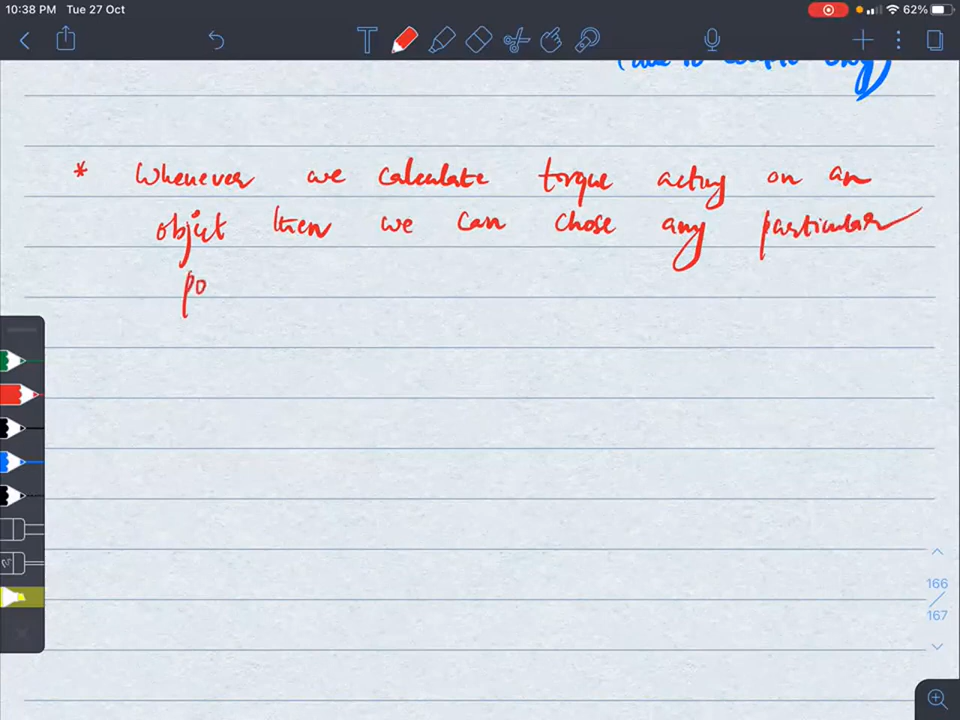 10:38 PM Tue 27 Oct
62%
* Whenever we calculate torque acting on an
object then we can chose any particular
po
166
167